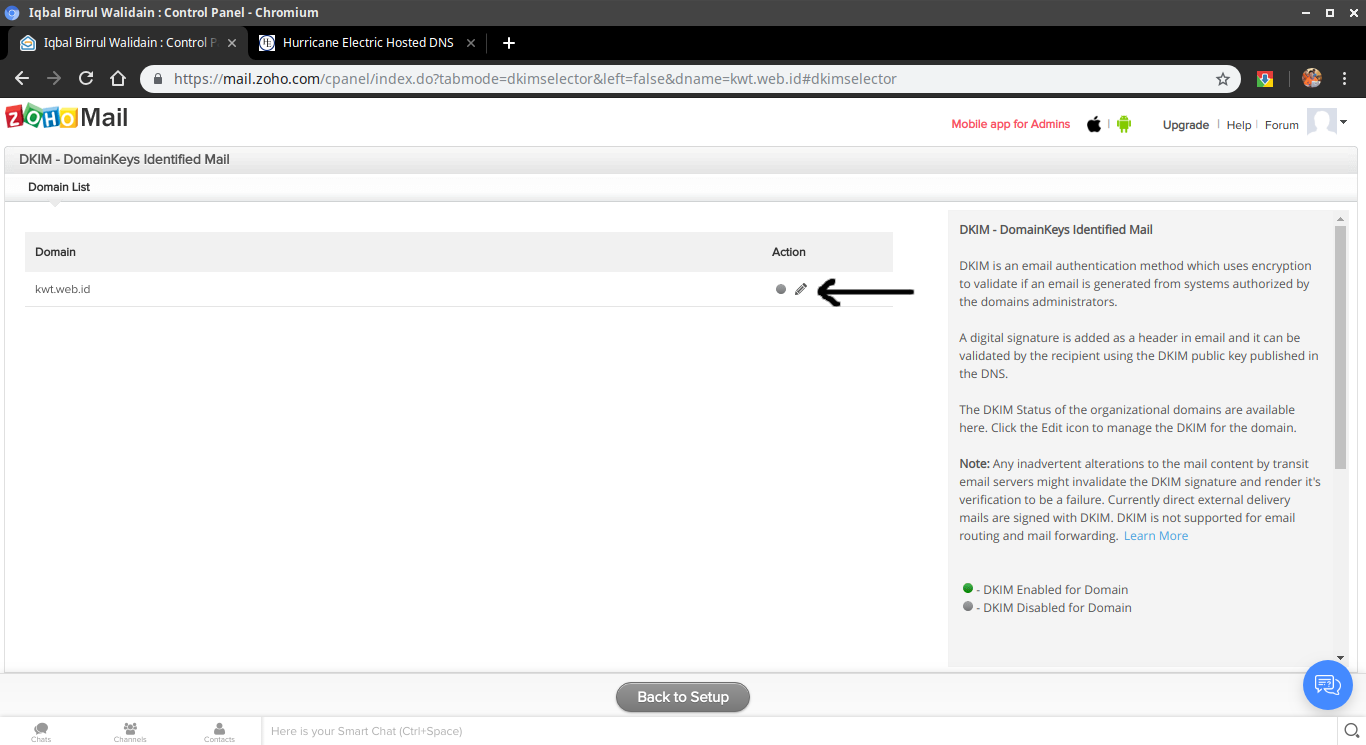 Iqbal Birrul Walidain : Control Panel - Chromium
Iqbal Birrul Walidain : Control P
Hurricane Electric Hosted DNS
https://mail.zoho.com/cpanel/index.do?tabmode=dkimselector&left=false&dname=kwt.web.id#dkimselector
ZOHO Mail
Mobile app for Admins
Upgrade
Help
Forum
DKIM - DomainKeys Identified Mail
Domain List
Domain
Action
kwt.web.id
DKIM - DomainKeys Identified Mail
DKIM is an email authentication method which uses encryption
to validate if an email is generated from systems authorized by
the domains administrators.
A digital signature is added as a header in email and it can be
validated by the recipient using the DKIM public key published in
the DNS.
The DKIM Status of the organizational domains are available
here. Click the Edit icon to manage the DKIM for the domain.
Note: Any inadvertent alterations to the mail content by transit
email servers might invalidate the DKIM signature and render it's
verification to be a failure. Currently direct external delivery
mails are signed with DKIM. DKIM is not supported for email
routing and mail forwarding. Learn More
- DKIM Enabled for Domain
- DKIM Disabled for Domain
Back to Setup
Chats
Channels
Contacts
Here is your Smart Chat (Ctrl+Space)